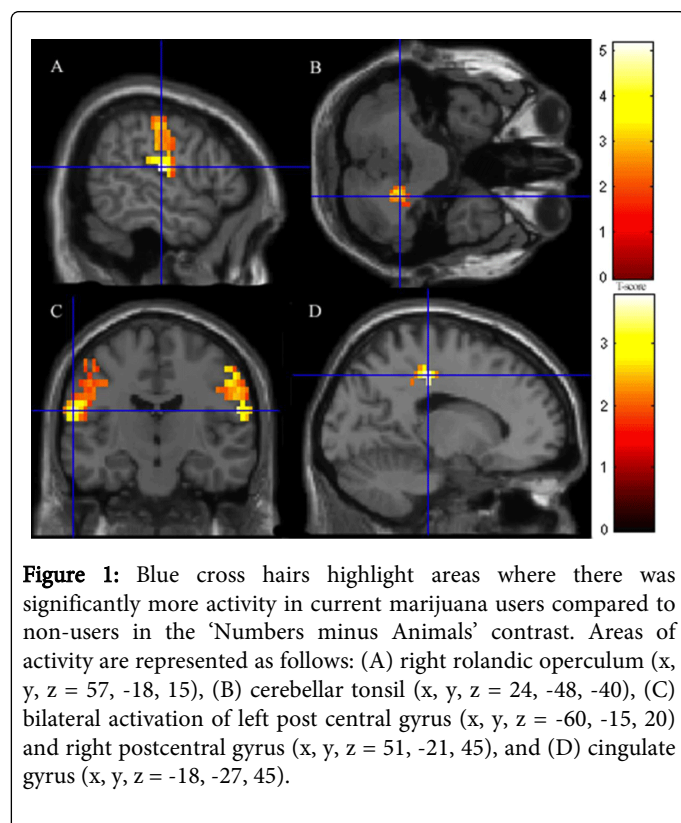 A
B
5
4
3
2
1
0
T-score
C
D
3
2
1
0
Figure 1: Blue cross hairs highlight areas where there was
significantly more activity in current marijuana users compared to
non-users in the ‘Numbers minus Animals’ contrast. Areas of
activity are represented as follows: (A) right rolandic operculum (x,
y, z = 57, -18, 15), (B) cerebellar tonsil (x, y, z = 24, -48, -40), (C)
bilateral activation of left post central gyrus (x, y, z = -60, -15, 20)
and right postcentral gyrus (x, y, z = 51, -21, 45), and (D) cingulate
gyrus (x, y, z = -18, -27, 45).